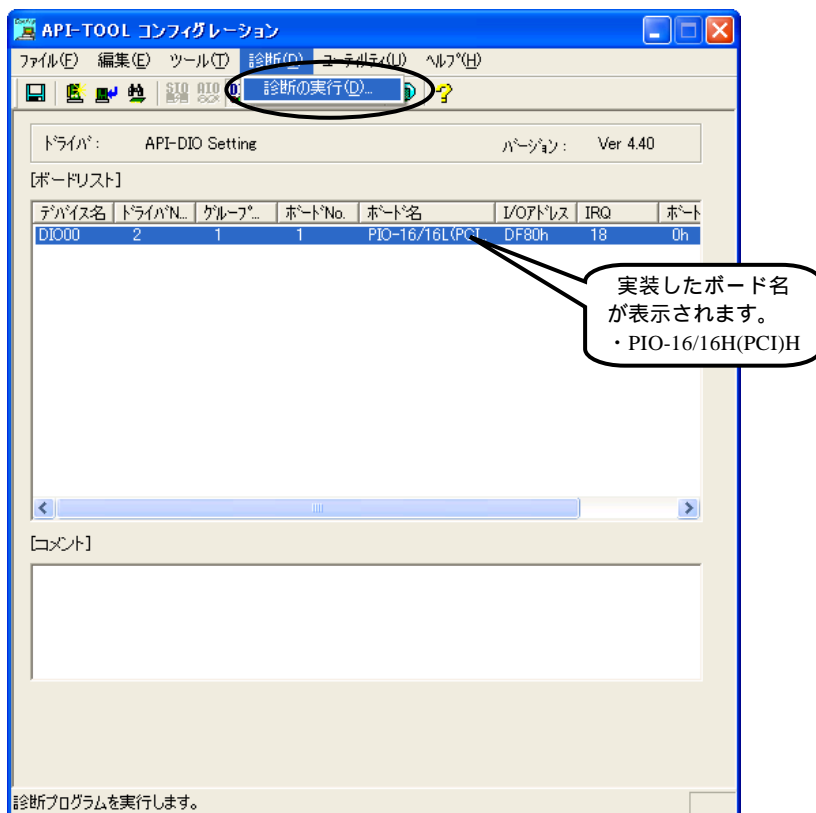 API-TOOL コンフィグレーション
ファイル(F) 編集(E) ツール(T) 診断(D) ユーティリティ(U) ヘルプ(H)
診断の実行(D)...
ドライバ: API-DIO Setting バージョン: Ver 4.40
[ボードリスト]
デバイス名 ドライバN... グループ... ボードNo. ボード名 I/Oアドレス IRQ ボート
DIO00 2 1 1 PIO-16/16L(PCI... DF80h 18 0h
実装したボード名
が表示されます。
・PIO-16/16H(PCI)H
[コメント]
診断プログラムを実行します。